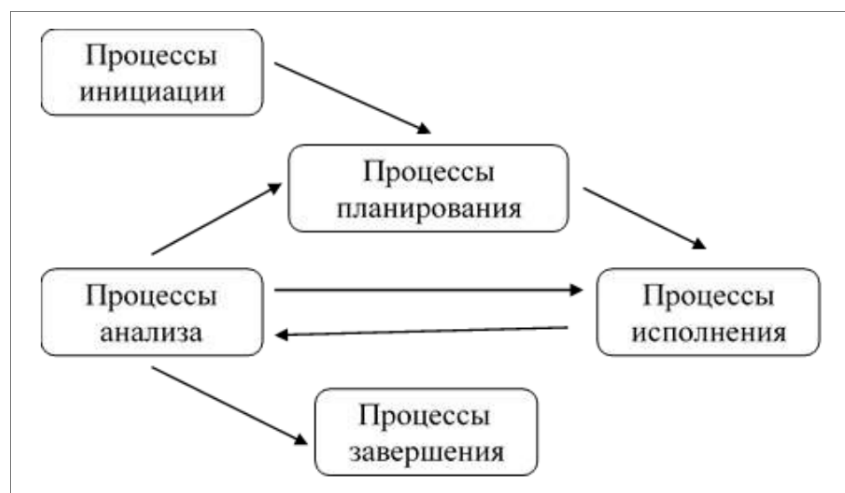 Процессы
инициации
Процессы
планирования
Процессы
анализа
Процессы
исполнения
Процессы
завершения